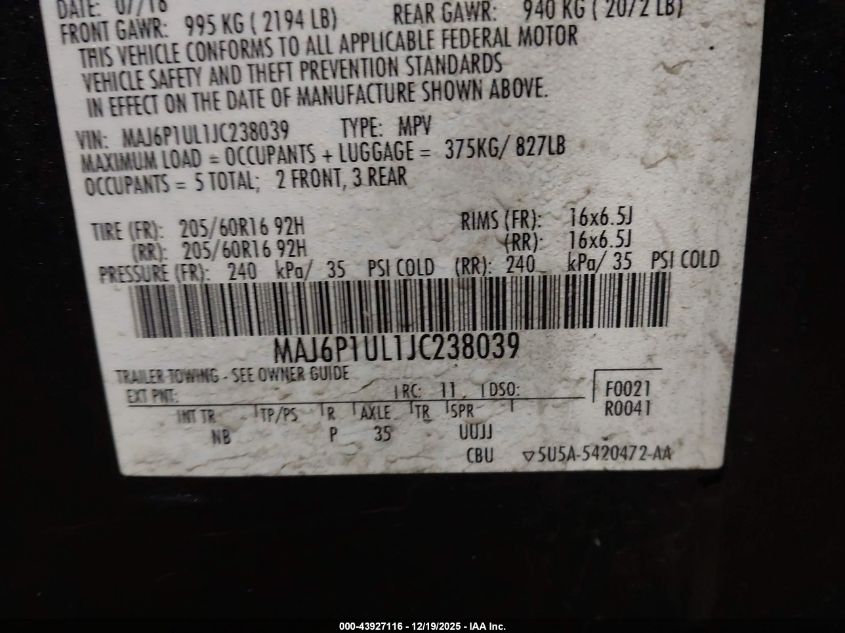 DATE: 07/18
FRONT GAWR: 995 KG ( 2194 LB) REAR GAWR: 940 KG ( 2072 LB)
THIS VEHICLE CONFORMS TO ALL APPLICABLE FEDERAL MOTOR
VEHICLE SAFETY AND THEFT PREVENTION STANDARDS
IN EFFECT ON THE DATE OF MANUFACTURE SHOWN ABOVE.
VIN: MAJ6P1UL1JC238039 TYPE: MPV
MAXIMUM LOAD = OCCUPANTS + LUGGAGE = 375KG/ 827LB
OCCUPANTS = 5 TOTAL; 2 FRONT, 3 REAR
TIRE (FR): 205/60R16 92H RIMS (FR): 16x6.5J
(RR): 205/60R16 92H (RR): 16x6.5J
PRESSURE (FR): 240 kPa/ 35 PSI COLD (RR): 240 kPa/ 35 PSI COLD
MAJ6P1UL1JC238039
TRAILER TOWING - SEE OWNER GUIDE
EXT PNT: RC: 11 DSO: F0021
INT TR TP/PS R AXLE TR SPR R0041
NB P 35 UUJJ
CBU 5U5A-5420472-AA
000-43927116 - 12/19/2025 - IAA Inc.